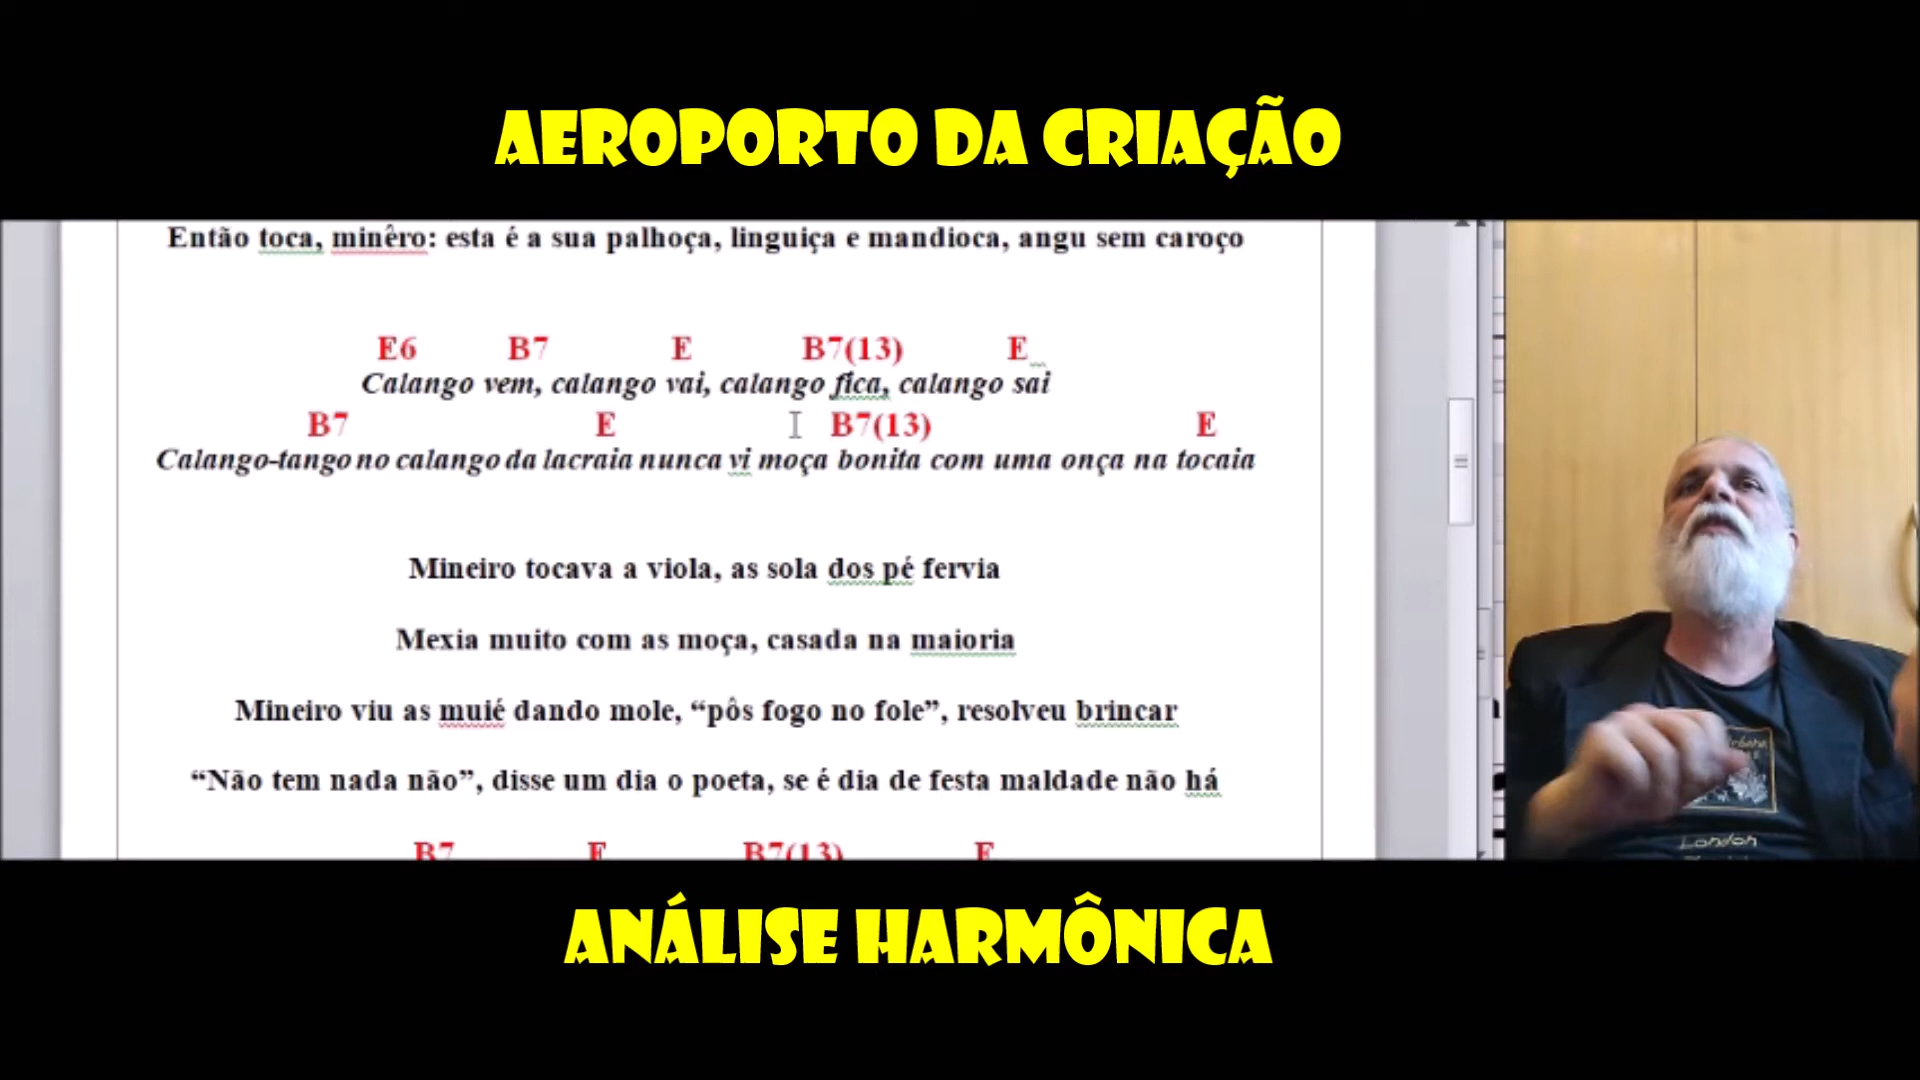 AEROPORTO DA CRIAÇÃO
Então toca, minêro: esta é a sua palhoça, linguiça e mandioca, angu sem caroço
E6 B7 E B7(13) E
Calango vem, calango vai, calango fica, calango sai
B7 E B7(13) E
Calango-tango no calango da lacraia nunca vi moça bonita com uma onça na tocaia
Mineiro tocava a viola, as sola dos pé fervia
Mexia muito com as moça, casada na maioria
Mineiro viu as muié dando mole, “pôs fogo no fole”, resolveu brincar
“Não tem nada não”, disse um dia o poeta, se é dia de festa maldade não há
B7 E B7(13) E
London
ANÁLISE HARMÔNICA